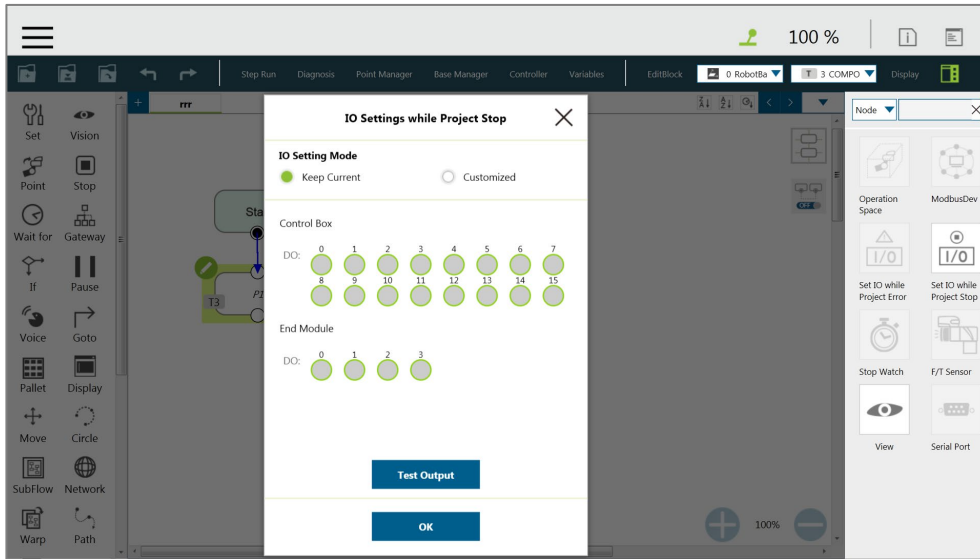 100 %
Step Run Diagnosis Point Manager Base Manager Controller Variables EditBlock 0 RobotBa T 3 COMPO Display
rrr
Node
Set Vision
Point Stop
Wait for Gateway
If Pause
Voice Goto
Pallet Display
Move Circle
SubFlow Network
Warp Path
Sta
T3
PI
IO Settings while Project Stop
IO Setting Mode
Keep Current Customized
Control Box
DO: 0 1 2 3 4 5 6 7
8 9 10 11 12 13 14 15
End Module
DO: 0 1 2 3
Test Output
OK
OFF
100%
Operation Space
ModbusDev
I/O
I/O
Set IO while Project Error
Set IO while Project Stop
Stop Watch
F/T Sensor
View
Serial Port